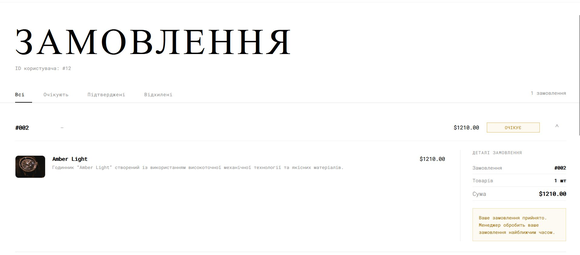 ЗАМОВЛЕННЯ
ID користувача: #12
Всі Очікують Підтверджені Відхилені
1 замовлення
#002 - $1210.00 ОЧІКУЄ
Amber Light $1210.00
Годинник "Amber Light" створений із використанням високоточної механічної технології та якісних матеріалів.
ДЕТАЛІ ЗАМОВЛЕННЯ
Замовлення #002
Товарів 1 шт
Сума $1210.00
Ваше замовлення прийнято.
Менеджер обробить ваше
замовлення найближчим часом.